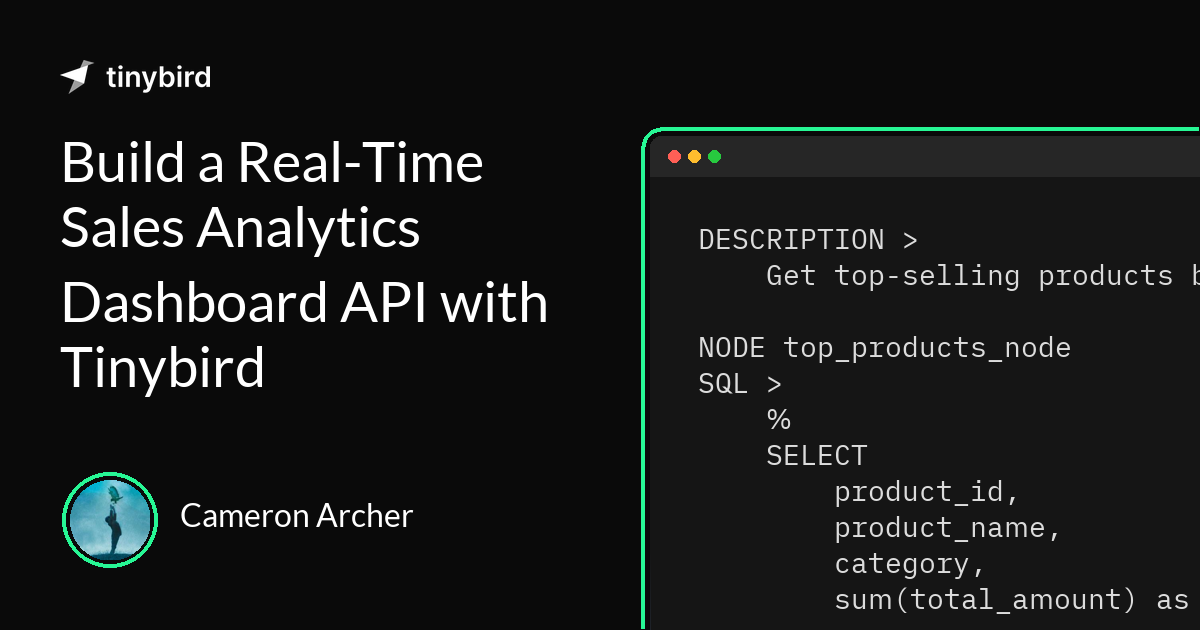 tinybird
Build a Real-Time
Sales Analytics
Dashboard API with
Tinybird
Cameron Archer
DESCRIPTION >
Get top-selling products
NODE top_products_node
SQL >
%
SELECT
product_id,
product_name,
category,
sum(total_amount) as